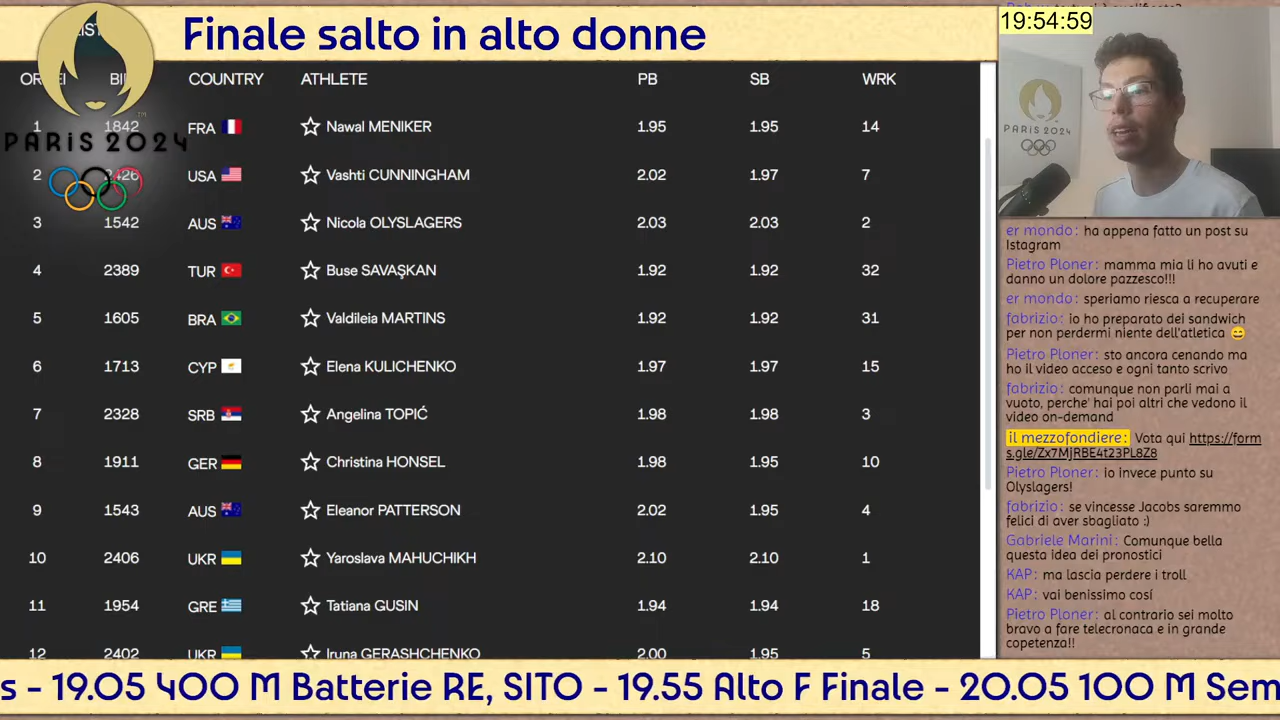 19:54:59
Finale salto in alto donne
COUNTRY ATHLETE PB SB WRK
1 1842 FRA Nawal MENIKER 1.95 1.95 14
PARIS 2024
2 2426 USA Vashti CUNNINGHAM 2.02 1.97 7
3 1542 AUS Nicola OLYSLAGERS 2.03 2.03 2
4 2389 TUR Buse SAVAŞKAN 1.92 1.92 32
5 1605 BRA Valdileia MARTINS 1.92 1.92 31
6 1713 CYP Elena KULICHENKO 1.97 1.97 15
7 2328 SRB Angelina TOPIĆ 1.98 1.98 3
8 1911 GER Christina HONSEL 1.98 1.95 10
9 1543 AUS Eleanor PATTERSON 2.02 1.95 4
10 2406 UKR Yaroslava MAHUCHIKH 2.10 2.10 1
11 1954 GRE Tatiana GUSIN 1.94 1.94 18
12 2402 UKR Iryna GERASHCHENKO 2.00 1.95 5
PARIS 2024
er mondo: ha appena fatto un post su
Istagram
Pietro Ploner: mamma mia li ho avuti e
danno un dolore pazzesco!!!
er mondo: speriamo riesca a recuperare
fabrizio: io ho preparato dei sandwich
per non perdermi niente dell'atletica 😄
Pietro Ploner: sto ancora cenando ma
ho il video acceso e ogni tanto scrivo
fabrizio: comunque non parli mai a
vuoto, perche' hai poi altri che vedono il
video on-demand
il mezzofondiere: Vota qui https://form
s.gle/Zx7MjRBE4t23PL8Z8
Pietro Ploner: io invece punto su
Olyslagers!
fabrizio: se vincesse Jacobs saremmo
felici di aver sbagliato :)
Gabriele Marini: Comunque bella
questa idea dei pronostici
KAP: ma lascia perdere i troll
KAP: vai benissimo cosí
Pietro Ploner: al contrario sei molto
bravo a fare telecronaca e in grande
copetenza!!
s - 19.05 400 M Batterie RE, SITO - 19.55 Alto F Finale - 20.05 100 M Sem